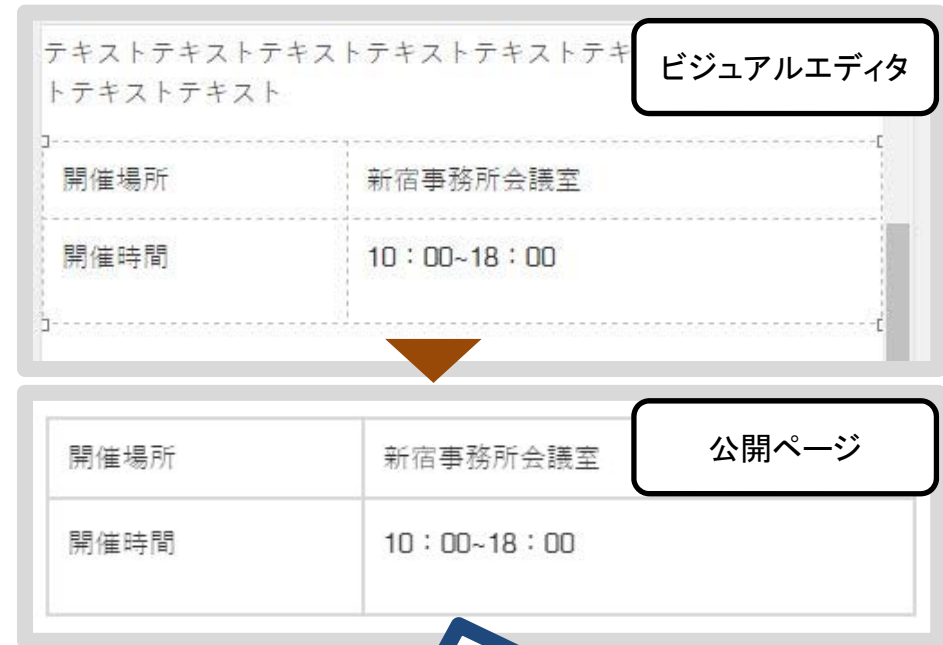 テキストテキストテキストテキストテキストテキ
トテキストテキスト
ビジュアルエディタ
開催場所 新宿事務所会議室
開催時間 10：00~18：00
公開ページ
開催場所 新宿事務所会議室
開催時間 10：00~18：00